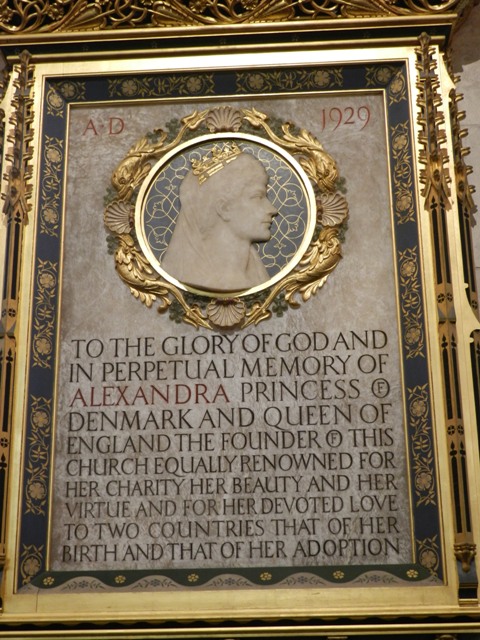 A·D· 1929
TO THE GLORY OF GOD AND
IN PERPETUAL MEMORY OF
ALEXANDRA PRINCESS OF
DENMARK AND QUEEN OF
ENGLAND THE FOUNDER OF THIS
CHURCH EQUALLY RENOWNED FOR
HER CHARITY HER BEAUTY AND HER
VIRTUE AND FOR HER DEVOTED LOVE
TO TWO COUNTRIES THAT OF HER
BIRTH AND THAT OF HER ADOPTION